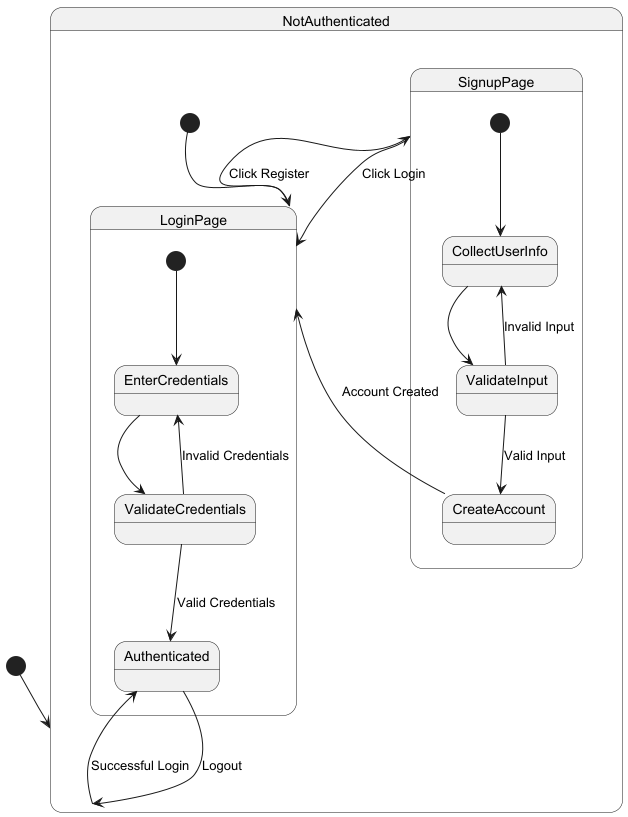 NotAuthenticated
SignupPage
Click Register
Click Login
LoginPage
CollectUserInfo
Invalid Input
EnterCredentials
ValidateInput
Account Created
Invalid Credentials
Valid Input
ValidateCredentials
CreateAccount
Valid Credentials
Authenticated
Successful Login
Logout